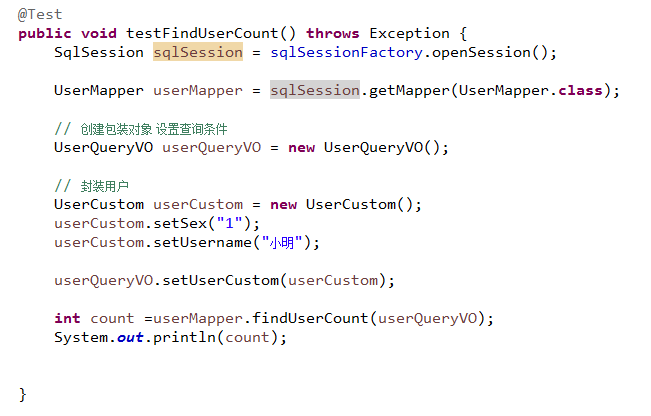 @Test
public void testFindUserCount() throws Exception {
SqlSession sqlSession = sqlSessionFactory.openSession();
UserMapper userMapper = sqlSession.getMapper(UserMapper.class);
// 创建包装对象 设置查询条件
UserQueryVO userQueryVO = new UserQueryVO();
// 封装用户
UserCustom userCustom = new UserCustom();
userCustom.setSex("1");
userCustom.setUsername("小明");
userQueryVO.setUserCustom(userCustom);
int count =userMapper.findUserCount(userQueryVO);
System.out.println(count);
}